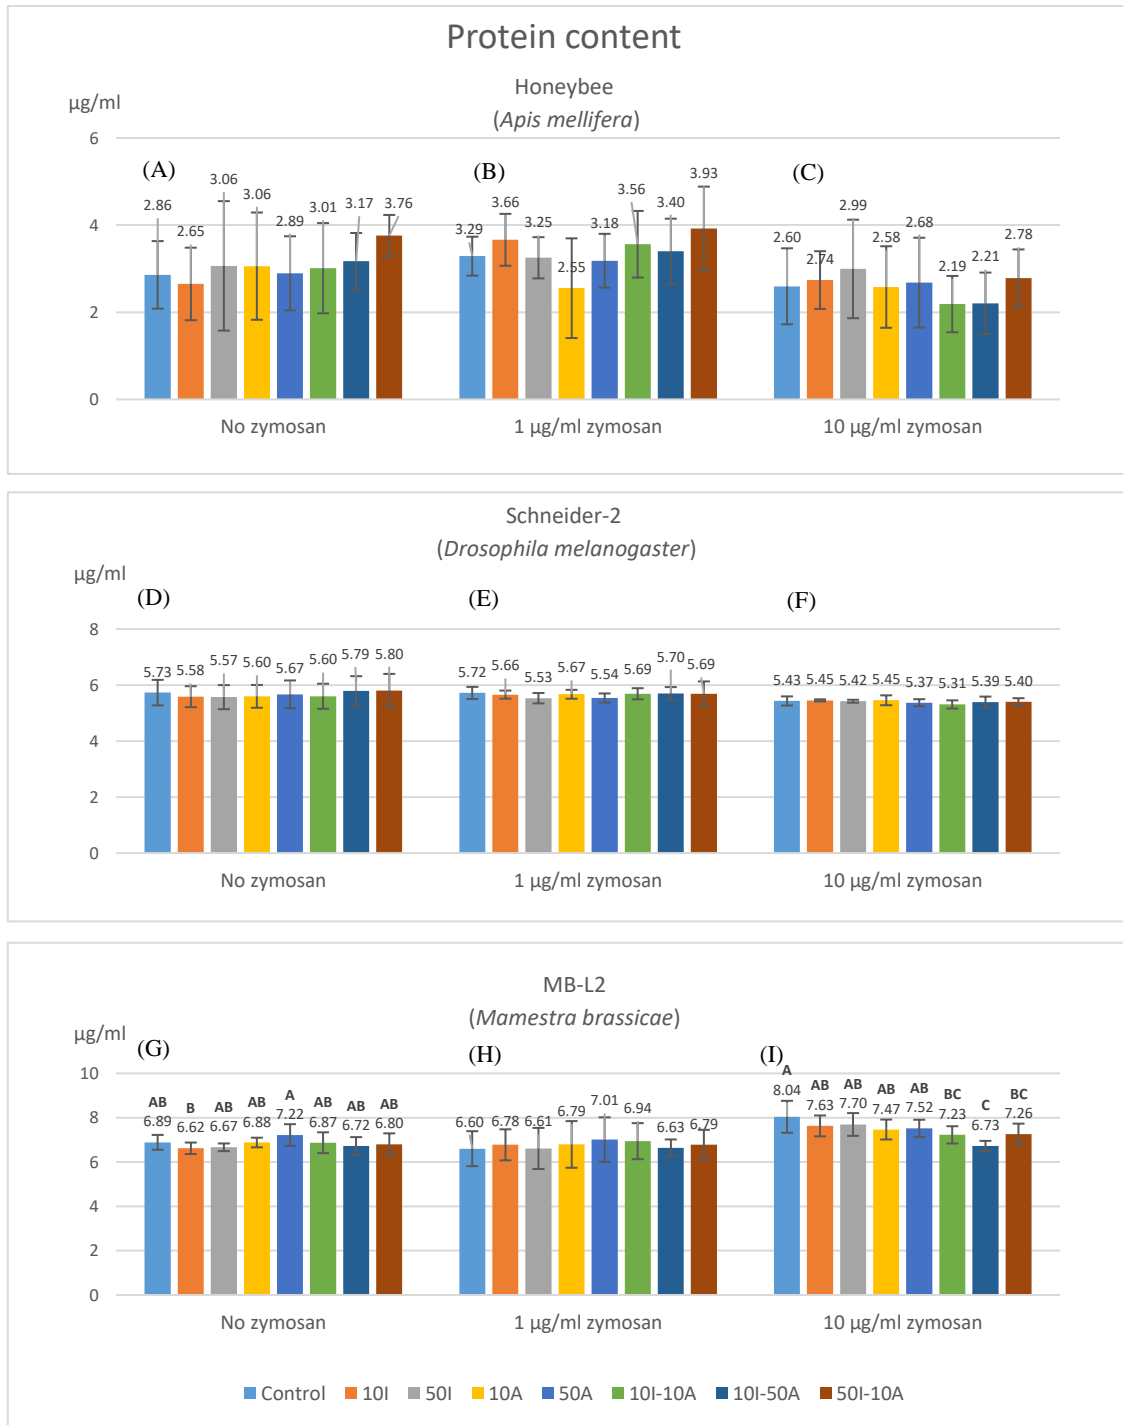 Protein content
Honeybee
(Apis mellifera)
µg/ml
6
4
2
0
(A)
(B)
(C)
2.86 2.65 3.06 3.06 2.89 3.01 3.17 3.76
3.29 3.66 3.25 2.55 3.18 3.56 3.40 3.93
2.60 2.74 2.99 2.58 2.68 2.19 2.21 2.78
No zymosan
1 µg/ml zymosan
10 µg/ml zymosan
Schneider-2
(Drosophila melanogaster)
µg/ml
8
6
4
2
0
(D)
(E)
(F)
5.73 5.58 5.57 5.60 5.67 5.60 5.79 5.80
5.72 5.66 5.53 5.67 5.54 5.69 5.70 5.69
5.43 5.45 5.42 5.45 5.37 5.31 5.39 5.40
No zymosan
1 µg/ml zymosan
10 µg/ml zymosan
MB-L2
(Mamestra brassicae)
µg/ml
10
8
6
4
2
0
(G)
(H)
(I)
AB B AB AB A AB AB AB
6.89 6.62 6.67 6.88 7.22 6.87 6.72 6.80
6.60 6.78 6.61 6.79 7.01 6.94 6.63 6.79
A AB AB AB AB BC C BC
8.04 7.63 7.70 7.47 7.52 7.23 6.73 7.26
No zymosan
1 µg/ml zymosan
10 µg/ml zymosan
Control 10I 50I 10A 50A 10I-10A 10I-50A 50I-10A